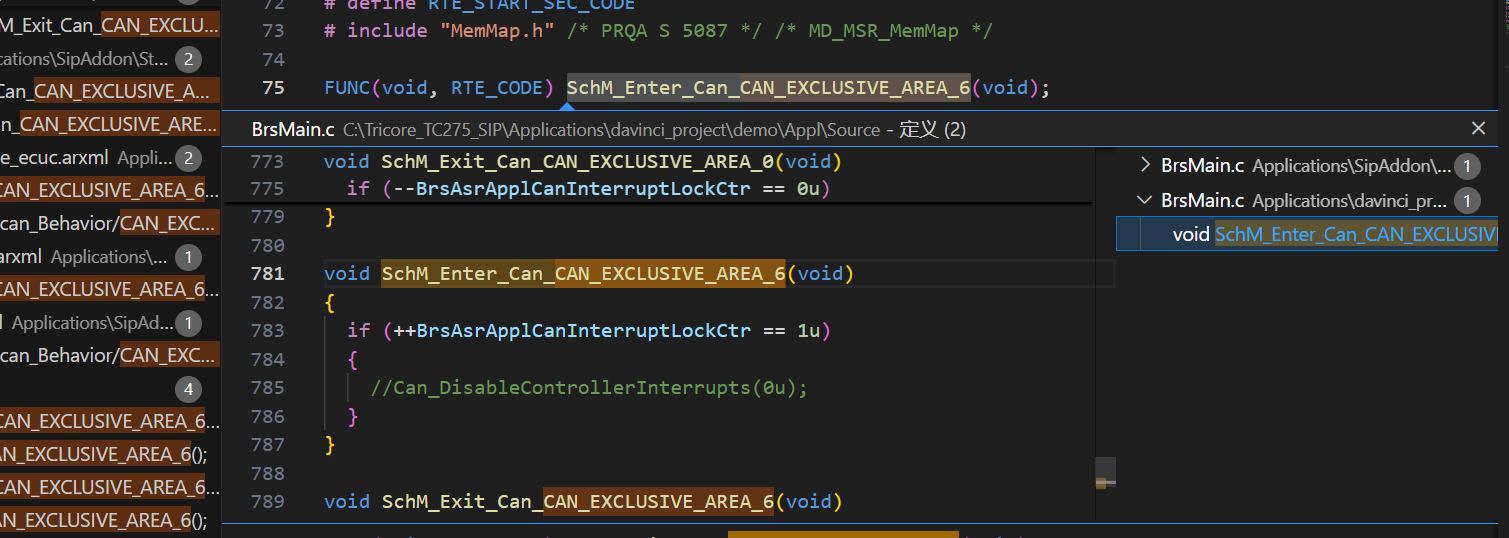 72 # define RTE_START_SEC_CODE
M_Exit_Can_CAN_EXCLU...
73 # include "MemMap.h" /* PRQA S 5087 */ /* MD_MSR_MemMap */
cations\SipAddon\St... 2
74
Can_CAN_EXCLUSIVE_A...
75 FUNC(void, RTE_CODE) SchM_Enter_Can_CAN_EXCLUSIVE_AREA_6(void);
n_CAN_EXCLUSIVE_ARE...
BrsMain.c C:\Tricore_TC275_SIP\Applications\davinci_project\demo\Appl\Source - 定义 (2)
e_ecuc.arxml Appli... 2
773 void SchM_Exit_Can_CAN_EXCLUSIVE_AREA_0(void)
BrsMain.c Applications\SipAddon\... 1
CAN_EXCLUSIVE_AREA_6...
775 if (--BrsAsrApplCanInterruptLockCtr == 0u)
BrsMain.c Applications\davinci_pr... 1
can_Behavior/CAN_EXC...
779 }
void SchM_Enter_Can_CAN_EXCLUSIV
780
arxml Applications\... 1
781 void SchM_Enter_Can_CAN_EXCLUSIVE_AREA_6(void)
CAN_EXCLUSIVE_AREA_6...
782 {
l Applications\SipAd... 1
783 if (++BrsAsrApplCanInterruptLockCtr == 1u)
can_Behavior/CAN_EXC...
784 {
4
785 //Can_DisableControllerInterrupts(0u);
CAN_EXCLUSIVE_AREA_6...
786 }
787 }
AN_EXCLUSIVE_AREA_6();
788
CAN_EXCLUSIVE_AREA_6...
789 void SchM_Exit_Can_CAN_EXCLUSIVE_AREA_6(void)
AN_EXCLUSIVE_AREA_6();